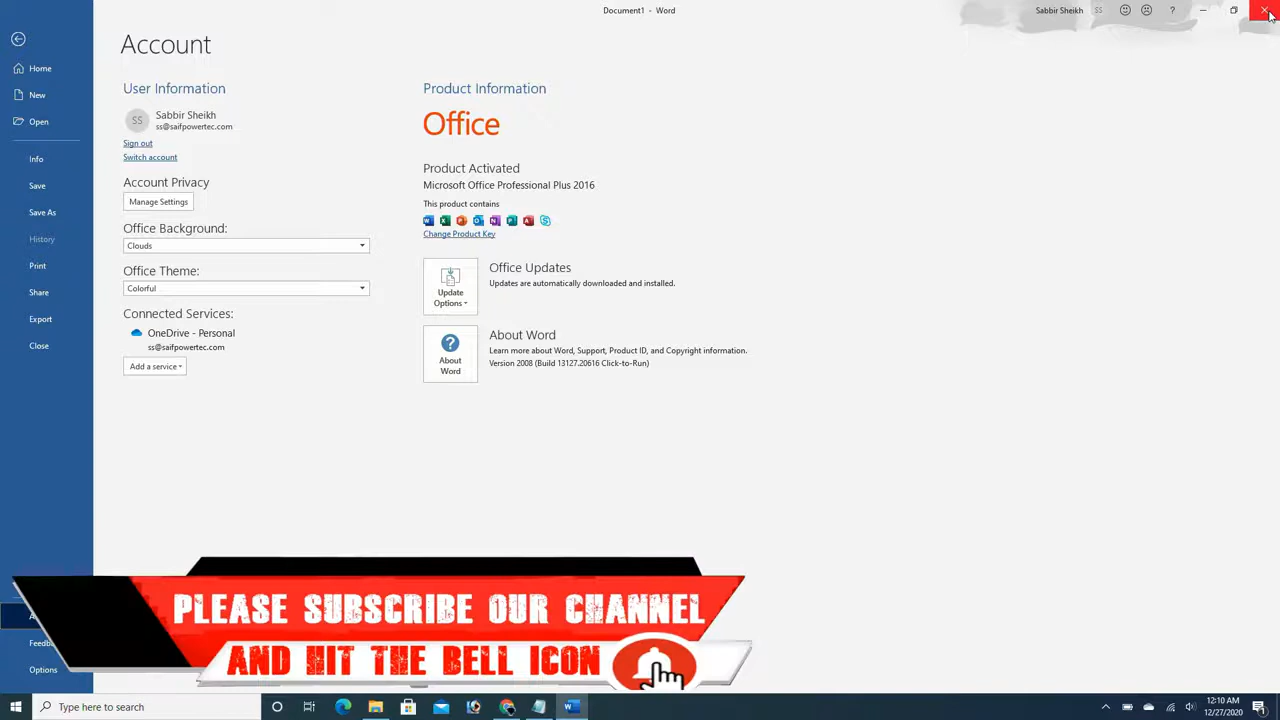 Document1 - Word
Sabbir Sheikh
SS
?
Account
Home
New
Open
Info
Save
Save As
History
Print
Share
Export
Close
Feedb
Options
User Information
SS
Sabbir Sheikh
ss@saifpowertec.com
Sign out
Switch account
Account Privacy
Manage Settings
Office Background:
Clouds
Office Theme:
Colorful
Connected Services:
OneDrive - Personal
ss@saifpowertec.com
Add a service
Product Information
Office
Product Activated
Microsoft Office Professional Plus 2016
This product contains
Change Product Key
Update
Options
Office Updates
Updates are automatically downloaded and installed.
About
Word
About Word
Learn more about Word, Support, Product ID, and Copyright information.
Version 2008 (Build 13127.20616 Click-to-Run)
PLEASE SUBSCRIBE OUR CHANNEL
AND HIT THE BELL ICON
Type here to search
12:10 AM
12/27/2020